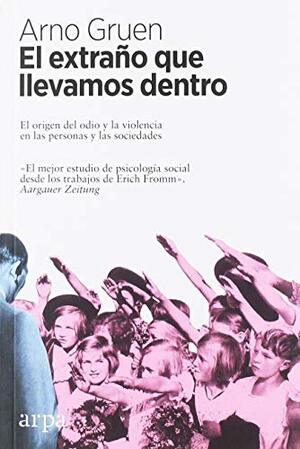 Arno Gruen
El extraño que
llevamos dentro
El origen del odio y la violencia
en las personas y las sociedades
«El mejor estudio de psicología social
desde los trabajos de Erich Fromm».
Aargauer Zeitung
arpa